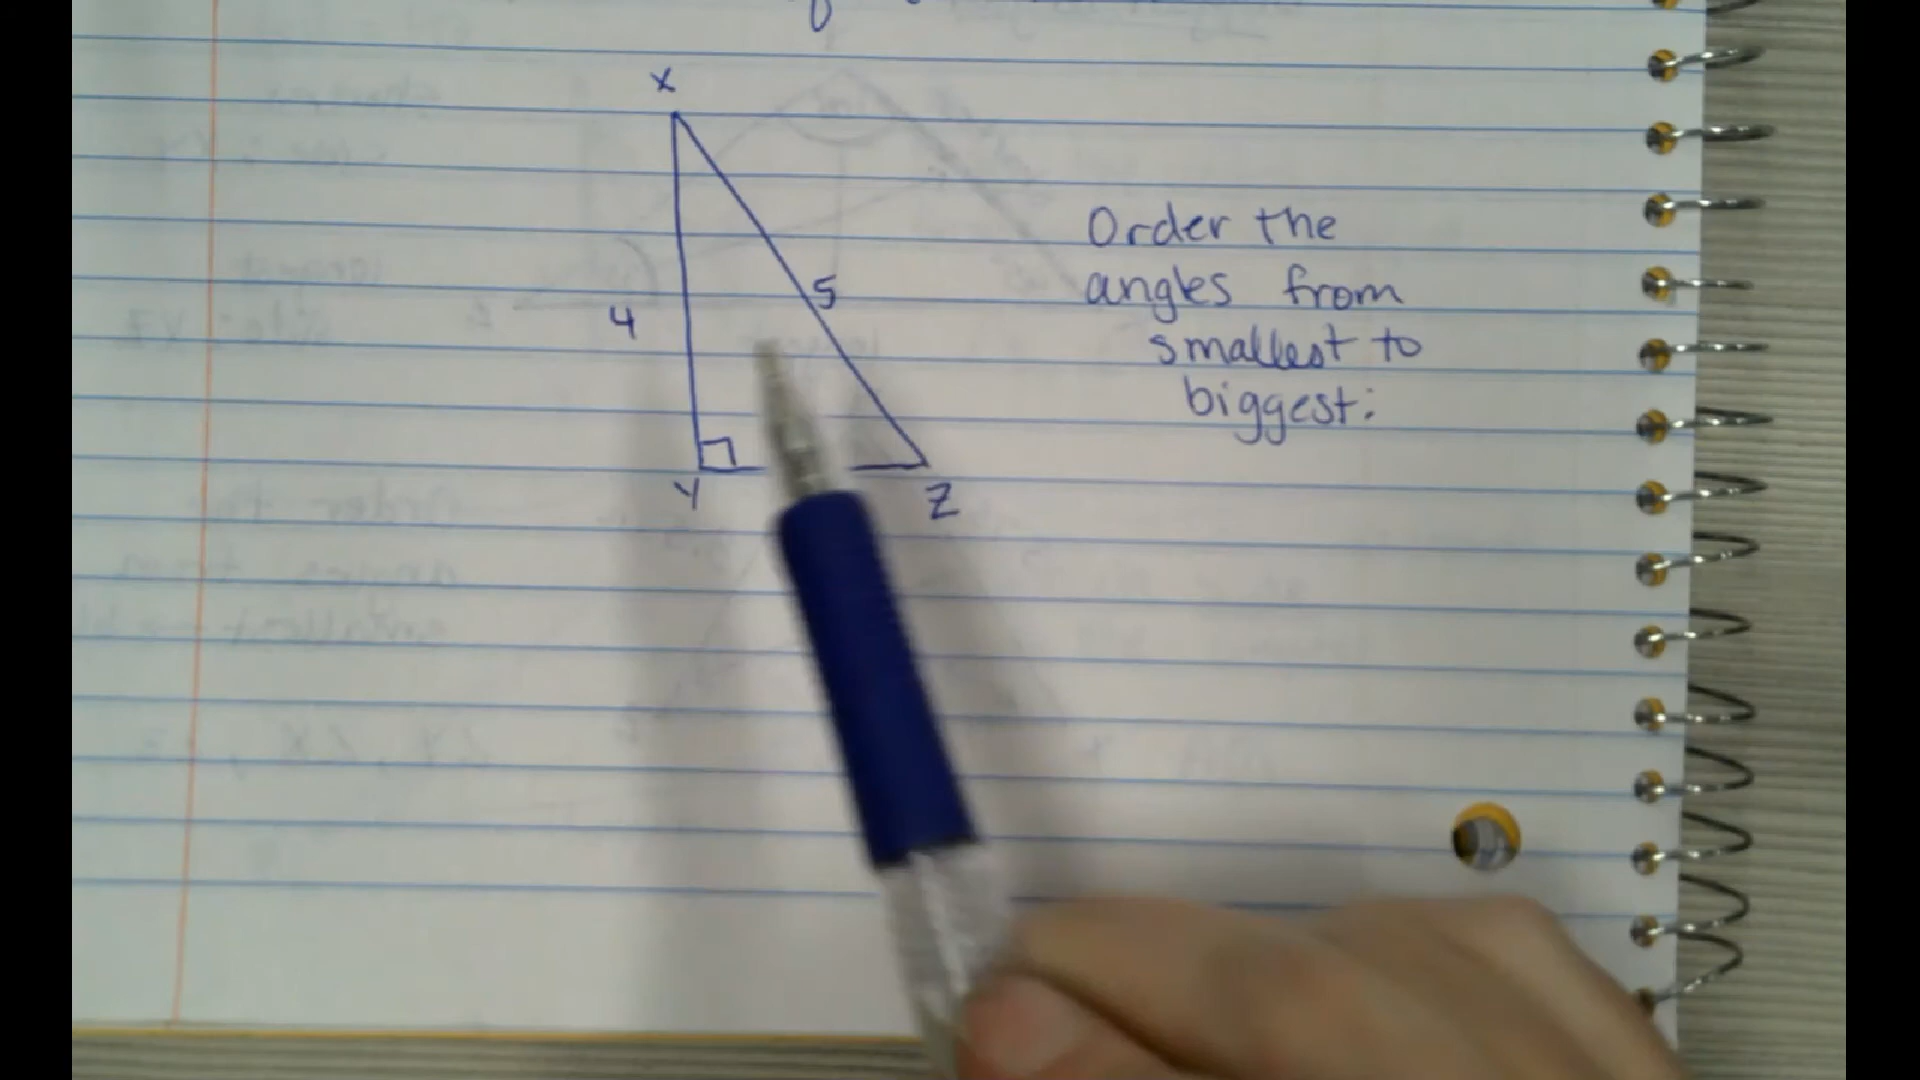 X
Order the
angles from
smallest to
biggest:
5
4
Y
Z